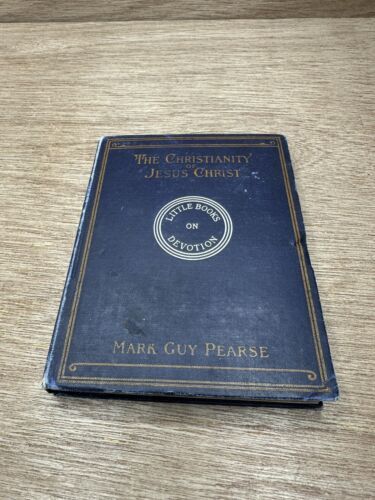 THE CHRISTIANITY
OF
JESUS CHRIST
LITTLE BOOKS
ON
DEVOTION
MARK GUY PEARSE